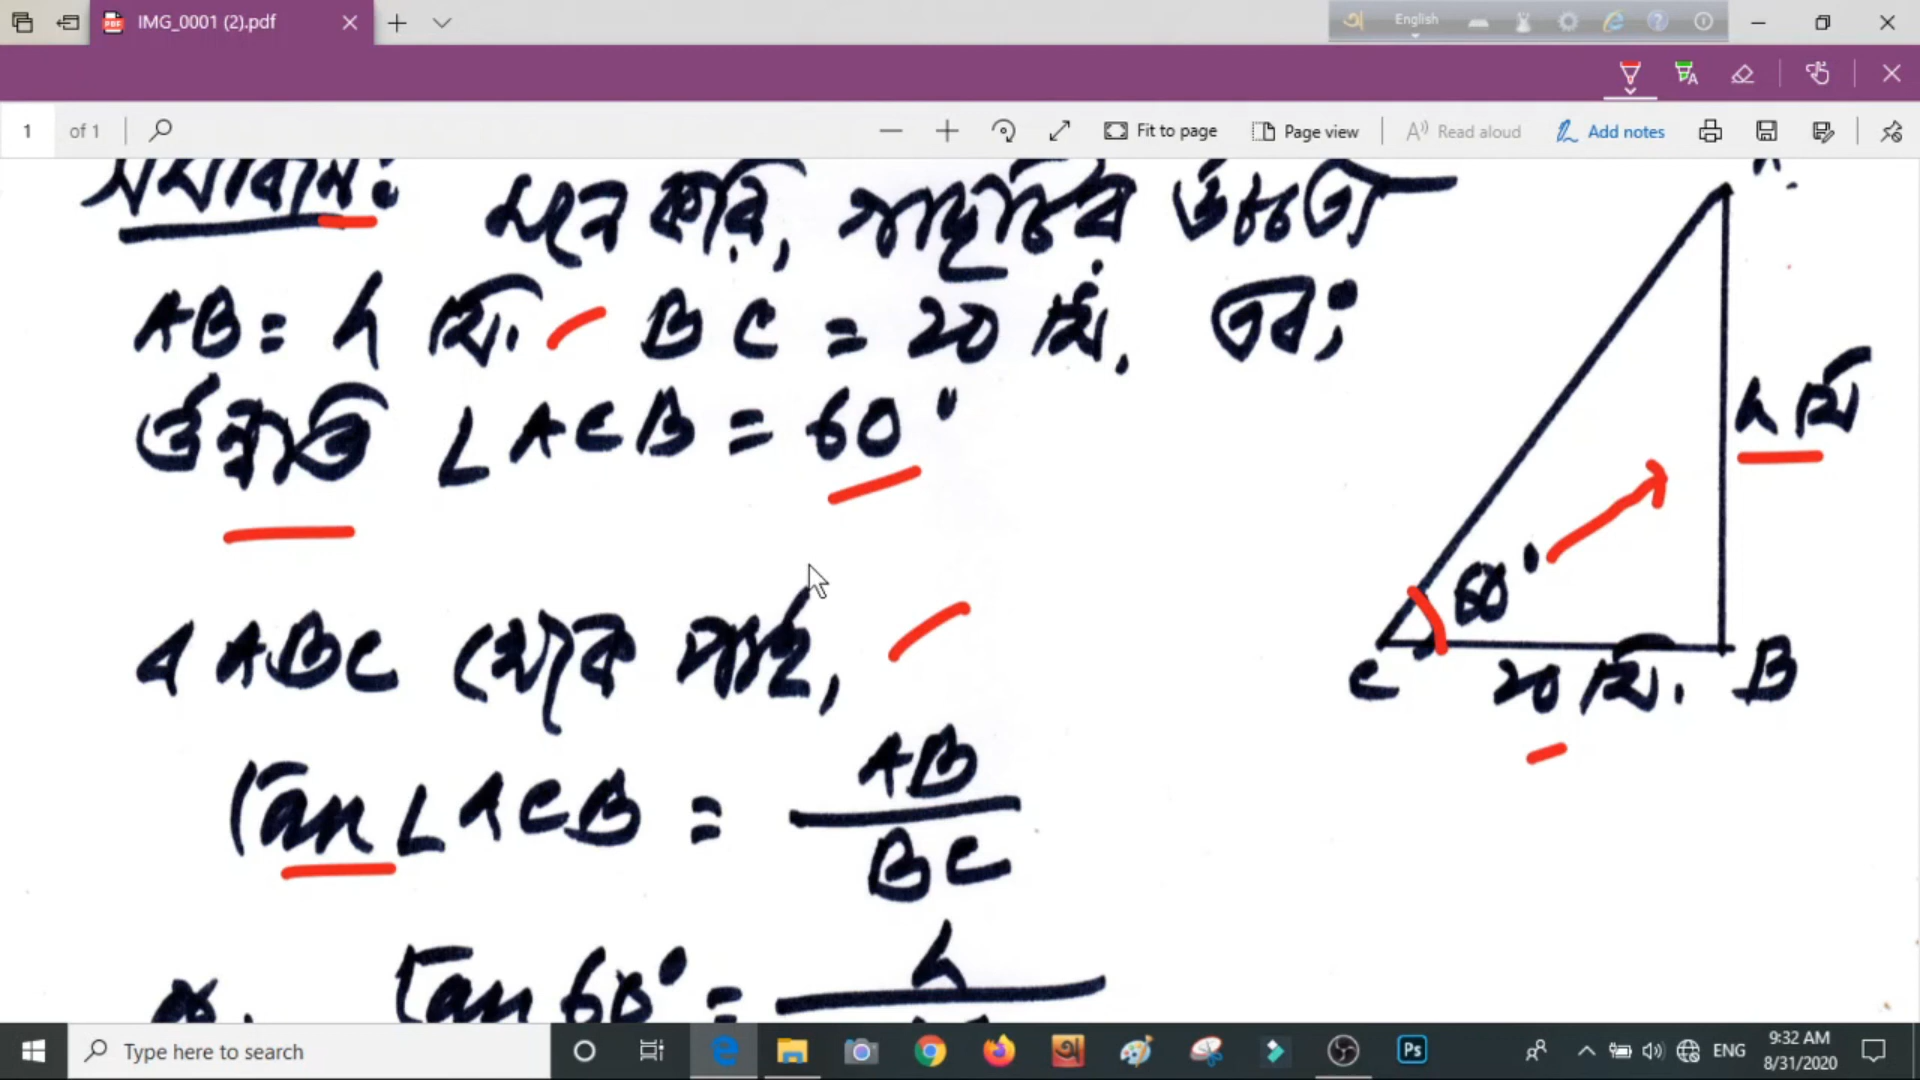 IMG_0001 (2).pdf
English
1 of 1
Fit to page
Page view
Read aloud
Add notes
সমাধান: মনে করি, গাছটির উচ্চতা
AB = h মি. BC = 20 মি. এবং
উন্নতি ∠ACB = 60°
h মি
60°
C 20 মি. B
△ABC থেকে পাই,
tan∠ACB = AB
BC
বা, tan 60° = h
Type here to search
ENG
9:32 AM
8/31/2020